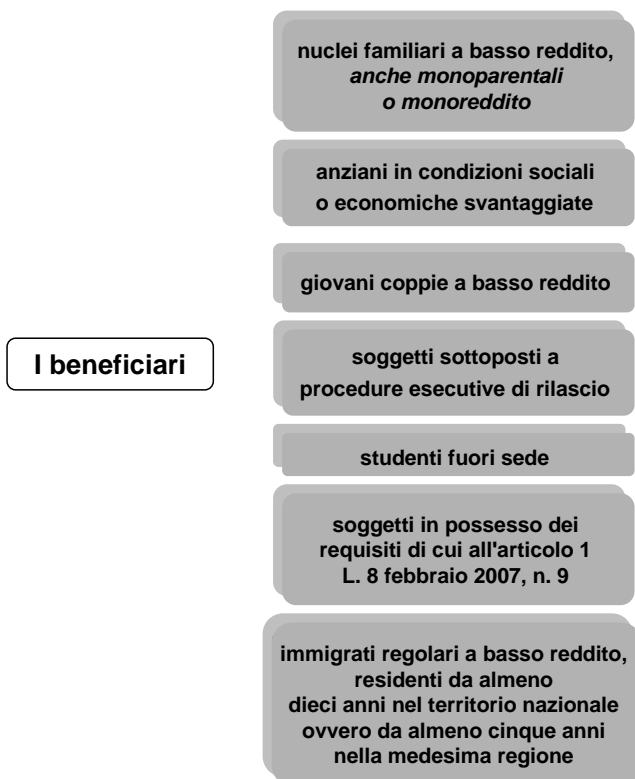 nuclei familiari a basso reddito,
anche monoparentali
o monoreddito
anziani in condizioni sociali
o economiche svantaggiate
giovani coppie a basso reddito
I beneficiari
soggetti sottoposti a
procedure esecutive di rilascio
studenti fuori sede
soggetti in possesso dei
requisiti di cui all'articolo 1
L. 8 febbraio 2007, n. 9
immigrati regolari a basso reddito,
residenti da almeno
dieci anni nel territorio nazionale
ovvero da almeno cinque anni
nella medesima regione